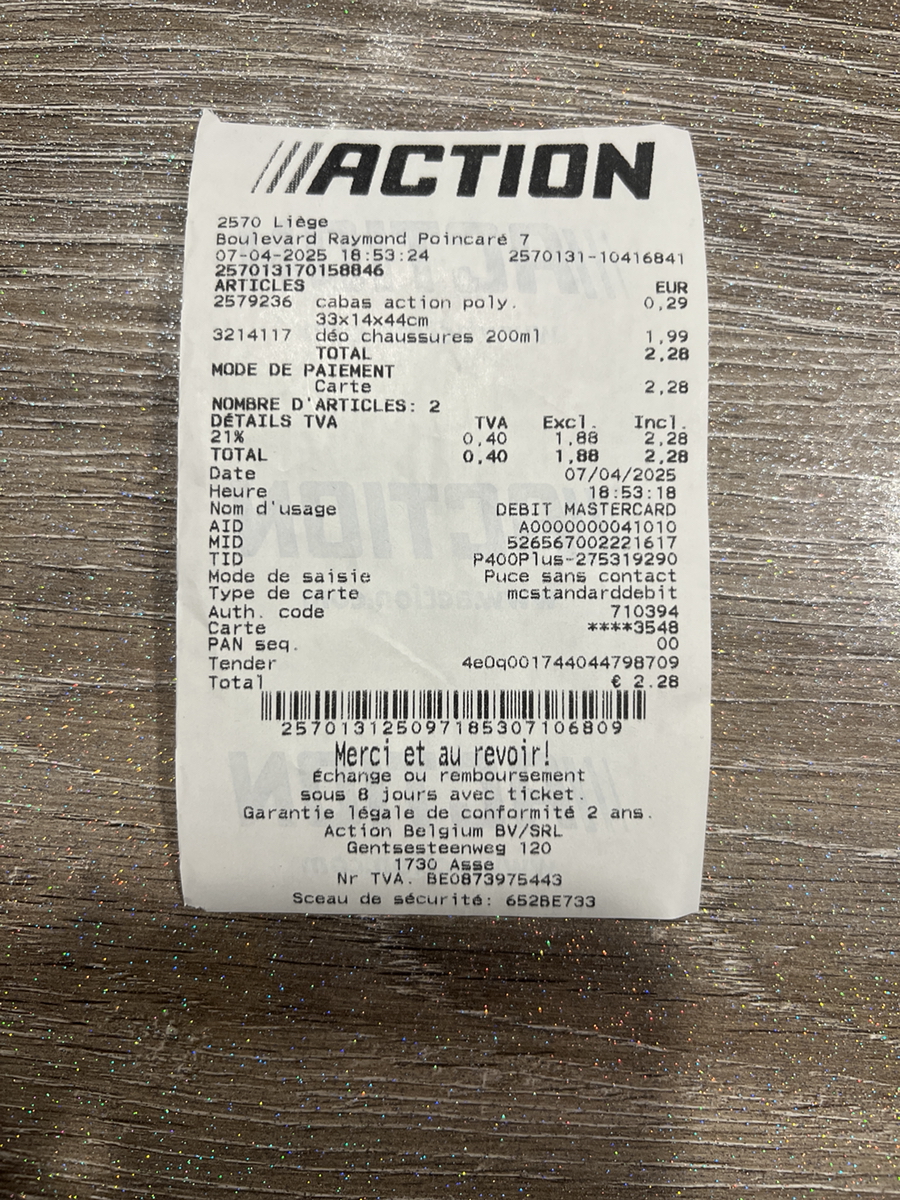 ACTION
2570 Liège
Boulevard Raymond Poincaré 7
07-04-2025 18:53:24 2570131-10416841
257013170158846
ARTICLES EUR
2579236 cabas action poly. 0,29
33x14x44cm
3214117 déo chaussures 200ml 1,99
TOTAL 2,28
MODE DE PAIEMENT
Carte 2,28
NOMBRE D'ARTICLES: 2
DÉTAILS TVA TVA Excl. Incl.
21% 0,40 1,88 2,28
TOTAL 0,40 1,88 2,28
Date 07/04/2025
Heure 18:53:18
Nom d'usage DEBIT MASTERCARD
AID A0000000041010
MID 526567002221617
TID P400Plus-275319290
Mode de saisie Puce sans contact
Type de carte mcstandarddebit
Auth. code 710394
Carte ****3548
PAN seq. 00
Tender 4e0q001744044798709
Total € 2.28
257013125097185307106809
Merci et au revoir!
Échange ou remboursement
sous 8 jours avec ticket.
Garantie légale de conformité 2 ans.
Action Belgium BV/SRL
Gentsesteenweg 120
1730 Asse
Nr TVA. BE0873975443
Sceau de sécurité: 652BE733